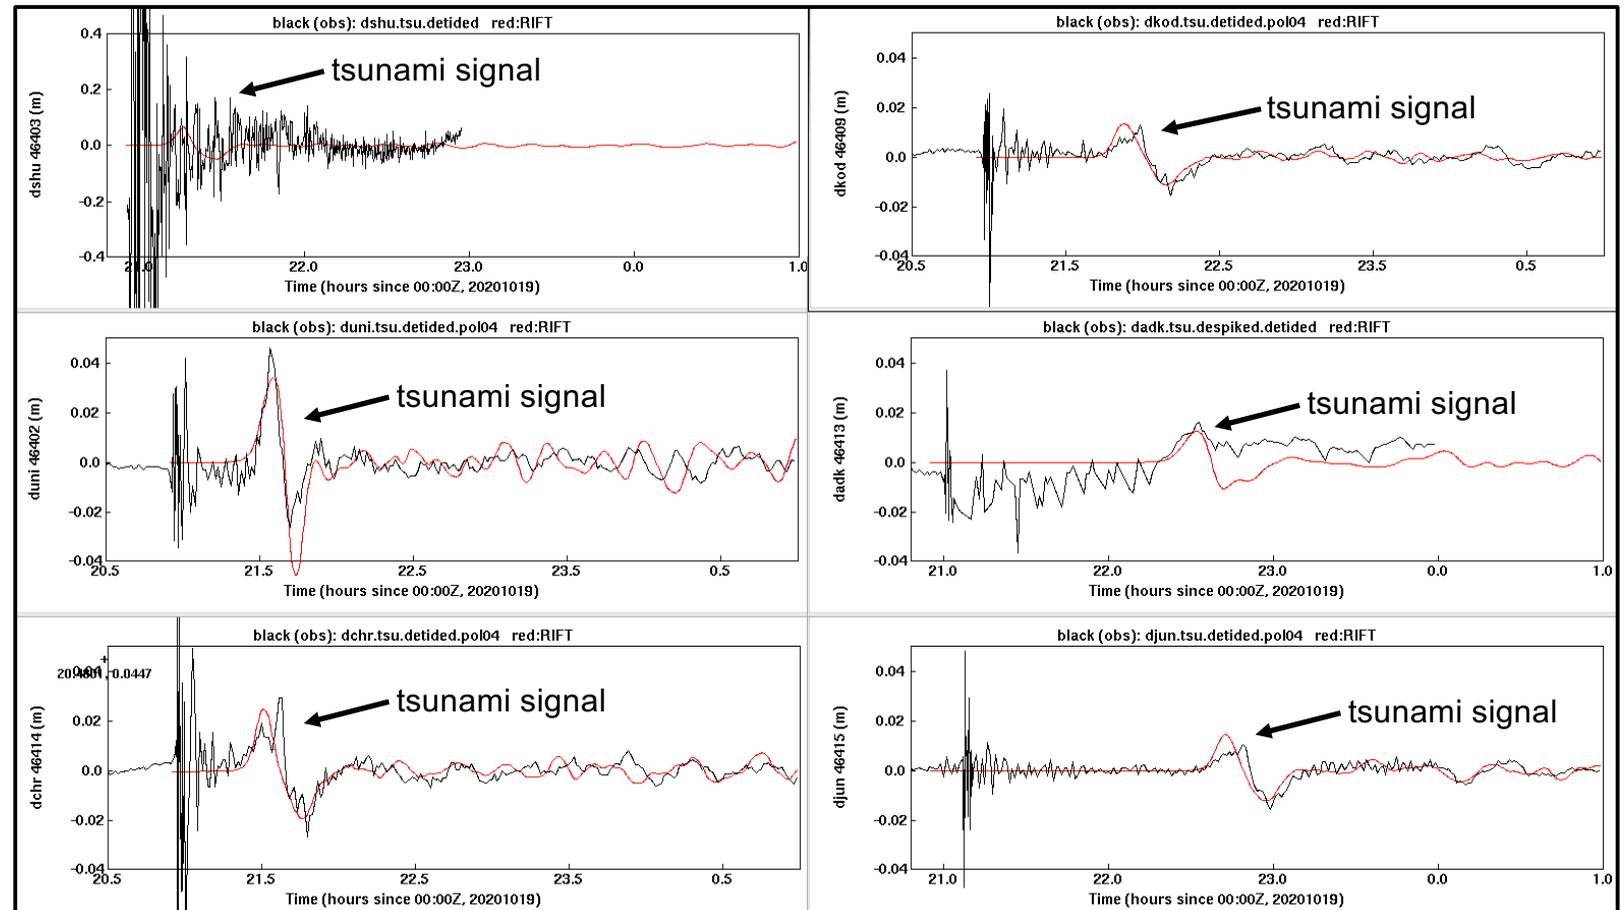 black (obs): dshu.tsu.detided red:RIFT
tsunami signal
dshu 46403 (m)
0.4
0.2
0.0
-0.2
-0.4
22.0 23.0 0.0 1.0
Time (hours since 00:00Z, 20201019)
black (obs): dkod.tsu.detided.pol04 red:RIFT
tsunami signal
dkod 46409 (m)
0.04
0.02
0.0
-0.02
-0.04
20.5 21.5 22.5 23.5 0.5
Time (hours since 00:00Z, 20201019)
black (obs): duni.tsu.detided.pol04 red:RIFT
tsunami signal
duni 46402 (m)
0.04
0.02
0.0
-0.02
-0.04
20.5 21.5 22.5 23.5 0.5
Time (hours since 00:00Z, 20201019)
black (obs): dadk.tsu.despiked.detided red:RIFT
tsunami signal
dadk 46413 (m)
0.04
0.02
0.0
-0.02
-0.04
21.0 22.0 23.0 0.0 1.0
Time (hours since 00:00Z, 20201019)
black (obs): dchr.tsu.detided.pol04 red:RIFT
tsunami signal
dchr 46414 (m)
0.0447
0.02
0.0
-0.02
-0.04
20.5 21.5 22.5 23.5 0.5
Time (hours since 00:00Z, 20201019)
black (obs): djun.tsu.detided.pol04 red:RIFT
tsunami signal
djun 46415 (m)
0.04
0.02
0.0
-0.02
-0.04
21.0 22.0 23.0 0.0 1.0
Time (hours since 00:00Z, 20201019)